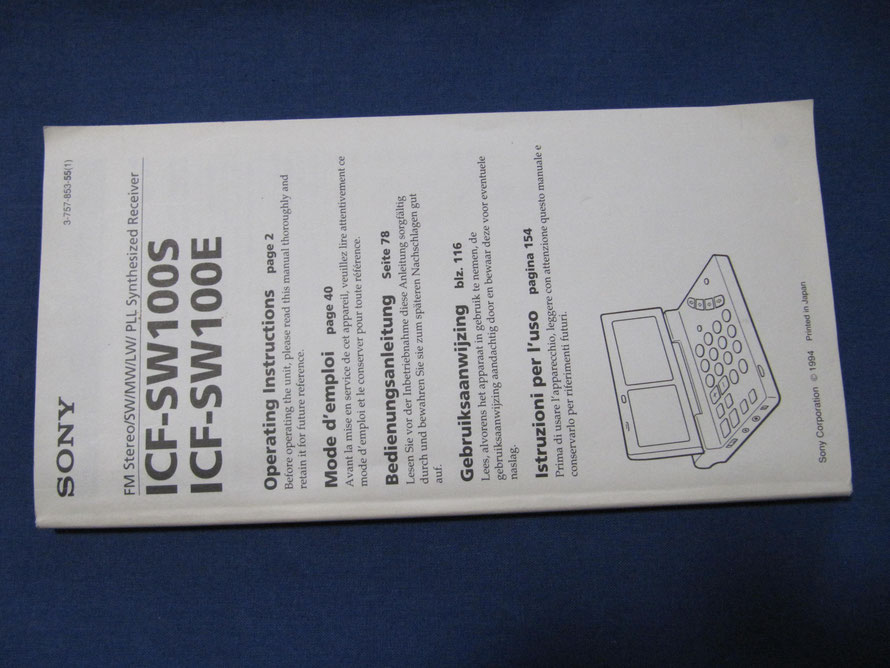 SONY
3-757-853-55(1)
FM Stereo/SW/MW/LW/ PLL Synthesized Receiver
ICF-SW100S
ICF-SW100E
Operating Instructions page 2
Before operating the unit, please read this manual thoroughly and
retain it for future reference.
Mode d'emploi page 40
Avant la mise en service de cet appareil, veuillez lire attentivement ce
mode d'emploi et le conserver pour toute référence.
Bedienungsanleitung Seite 78
Lesen Sie vor der Inbetriebnahme diese Anleitung sorgfältig
durch und bewahren Sie sie zum späteren Nachschlagen gut
auf.
Gebruiksaanwijzing blz. 116
Lees, alvorens het apparaat in gebruik te nemen, de
gebruiksaanwijzing aandachtig door en bewaar deze voor eventuele
naslag.
Istruzioni per l'uso pagina 154
Prima di usare l'apparecchio, leggere con attenzione questo manuale e
conservarlo per riferimenti futuri.
Sony Corporation © 1994 Printed in Japan